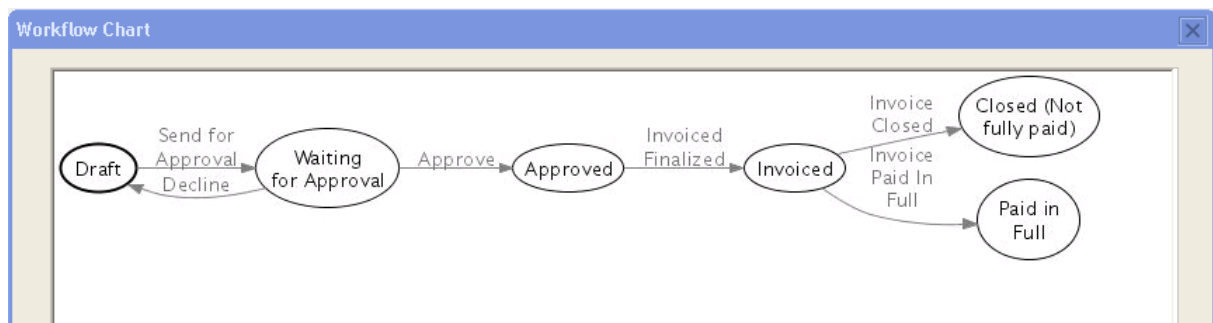 Workflow Chart
Draft
Send for
Approval
Decline
Waiting
for Approval
Approve
Approved
Invoiced
Finalized
Invoiced
Invoice
Closed
Invoice
Paid In
Full
Closed (Not
fully paid)
Paid in
Full